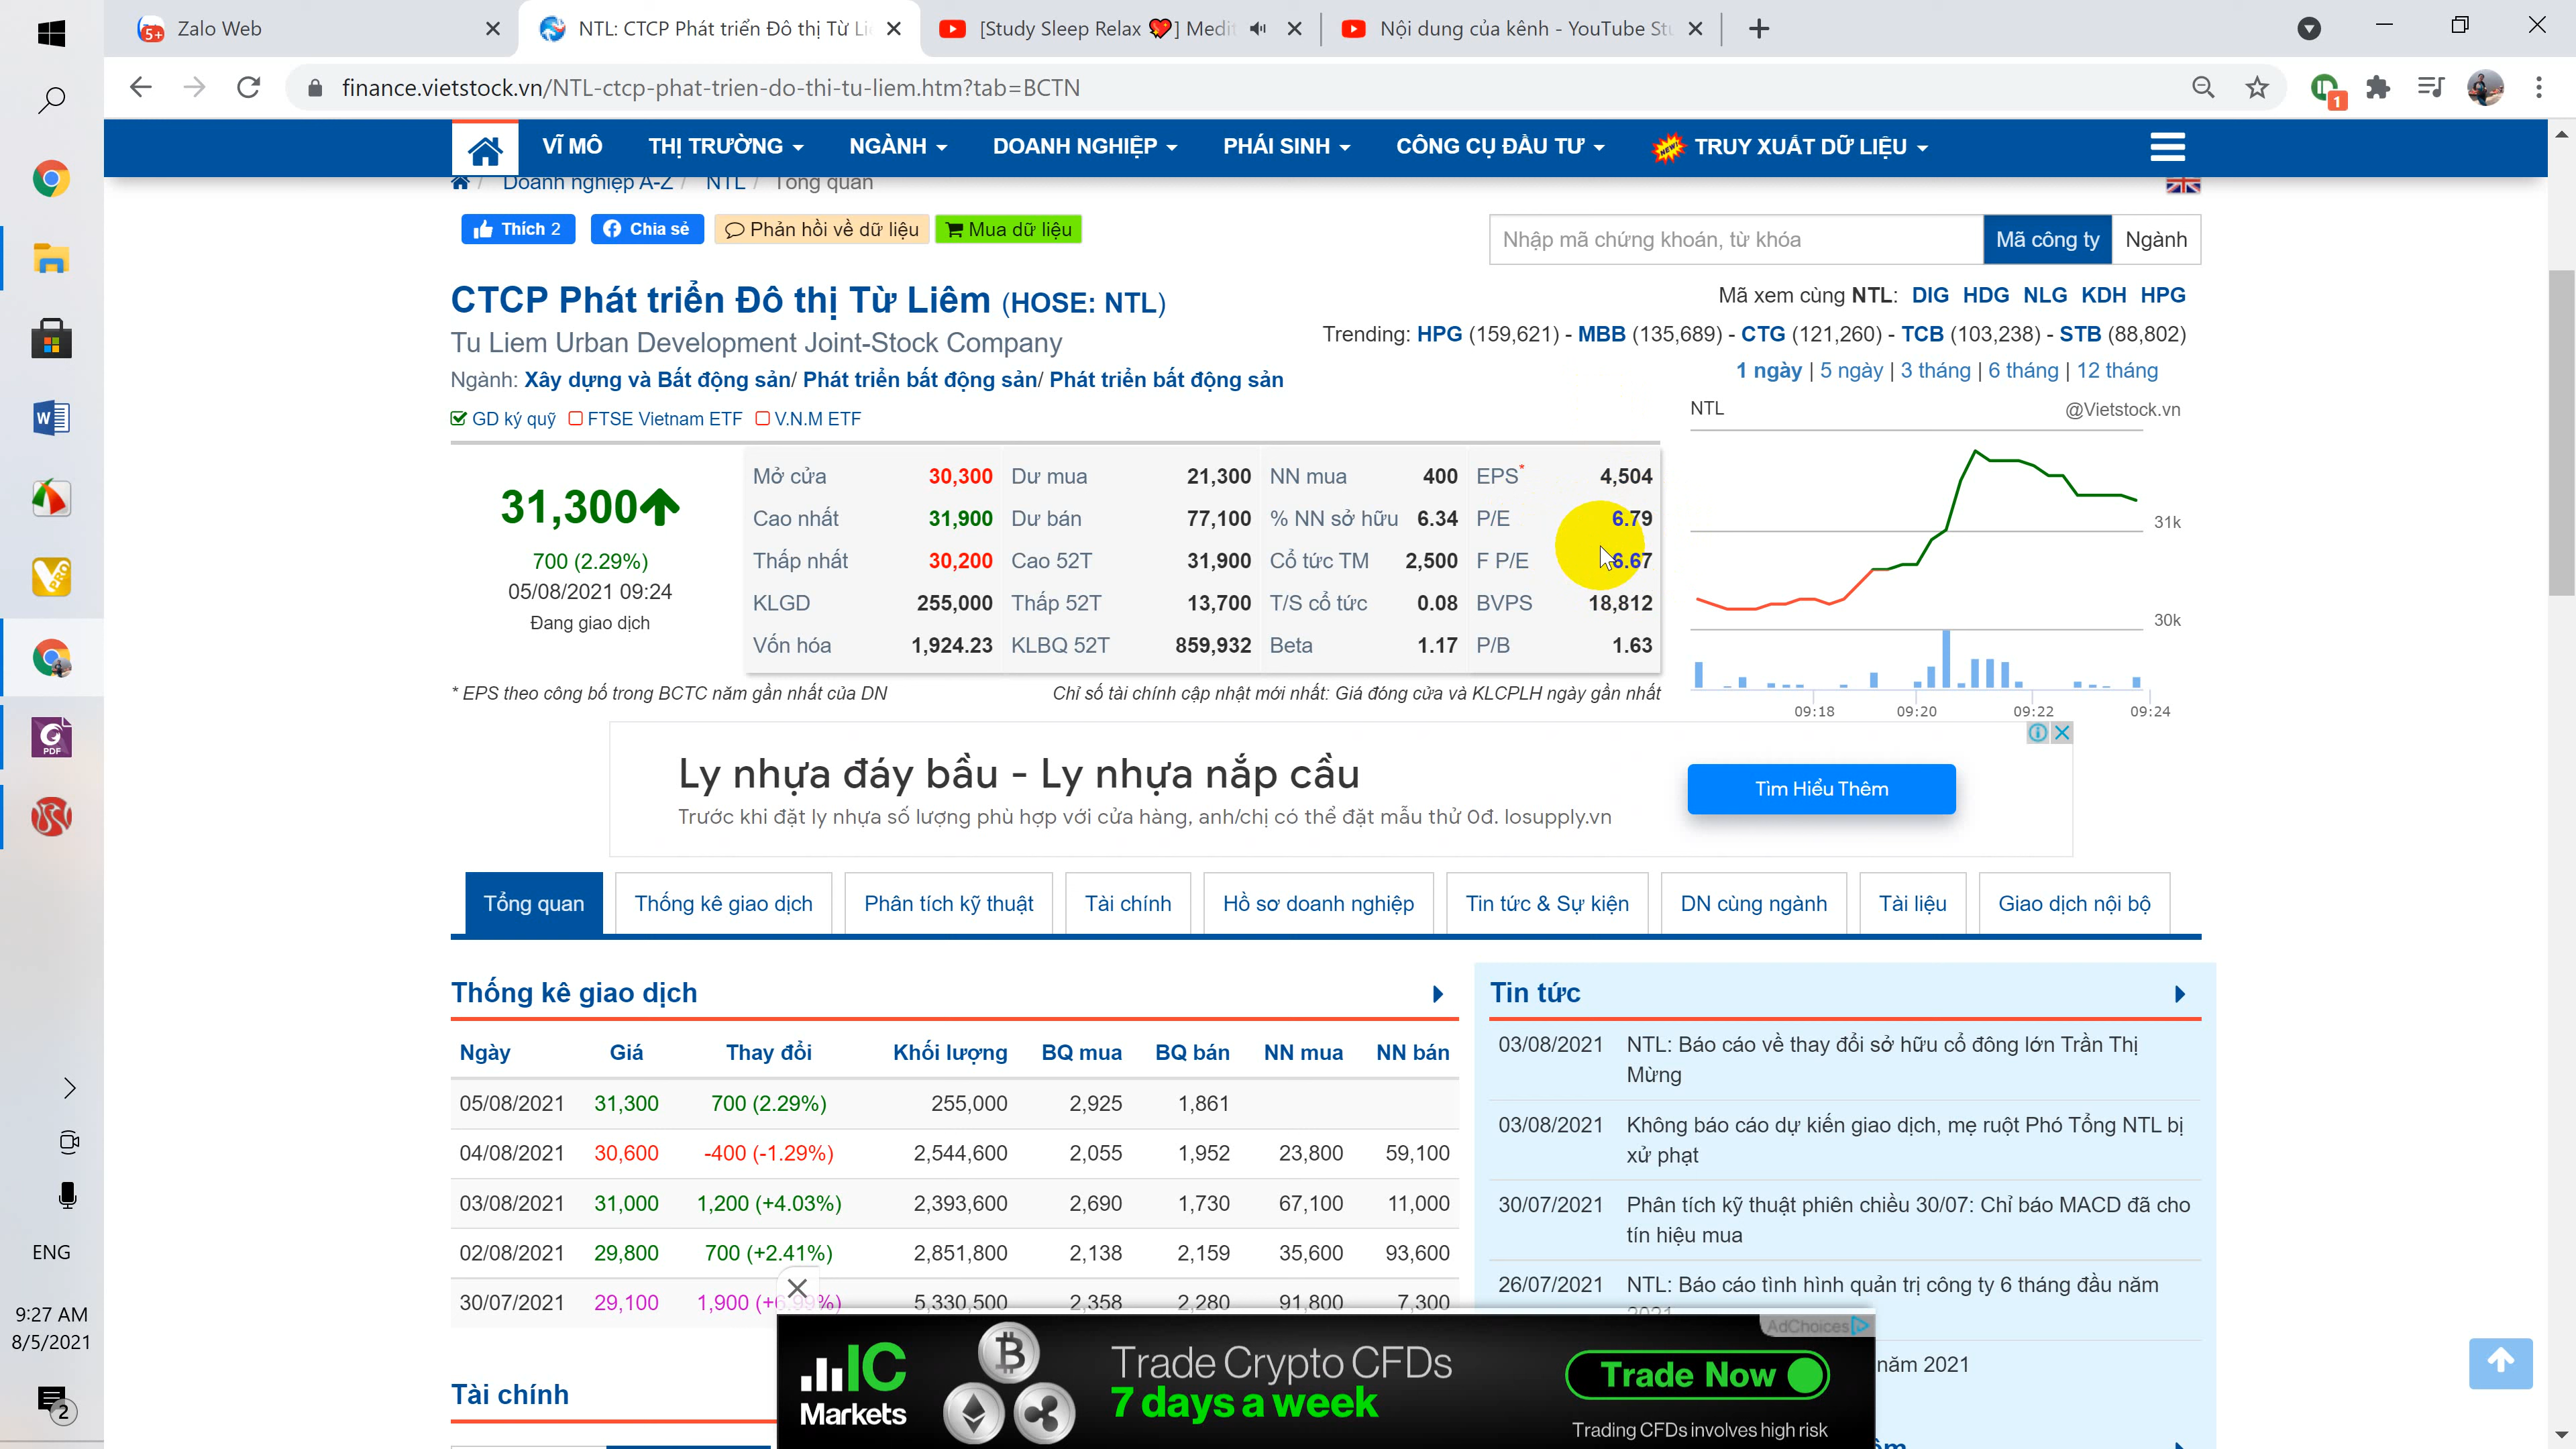 Zalo Web
NTL: CTCP Phát triển Đô thị Từ Li
[Study Sleep Relax 💖] Medit
Nội dung của kênh - YouTube Stu
finance.vietstock.vn/NTL-ctcp-phat-trien-do-thi-tu-liem.htm?tab=BCTN
VĨ MÔ THỊ TRƯỜNG NGÀNH DOANH NGHIỆP PHÁI SINH CÔNG CỤ ĐẦU TƯ TRUY XUẤT DỮ LIỆU
Doanh nghiệp A-Z / NTL / Tổng quan
Thích 2 Chia sẻ Phản hồi về dữ liệu Mua dữ liệu
Nhập mã chứng khoán, từ khóa Mã công ty Ngành
CTCP Phát triển Đô thị Từ Liêm (HOSE: NTL)
Mã xem cùng NTL: DIG HDG NLG KDH HPG
Tu Liem Urban Development Joint-Stock Company
Trending: HPG (159,621) - MBB (135,689) - CTG (121,260) - TCB (103,238) - STB (88,802)
Ngành: Xây dựng và Bất động sản/ Phát triển bất động sản/ Phát triển bất động sản
1 ngày | 5 ngày | 3 tháng | 6 tháng | 12 tháng
GD ký quỹ FTSE Vietnam ETF V.N.M ETF
NTL @Vietstock.vn
31,300
700 (2.29%)
05/08/2021 09:24
Đang giao dịch
Mở cửa 30,300 Dư mua 21,300 NN mua 400 EPS* 4,504
Cao nhất 31,900 Dư bán 77,100 % NN sở hữu 6.34 P/E 6.79
Thấp nhất 30,200 Cao 52T 31,900 Cổ tức TM 2,500 F P/E 6.67
KLGD 255,000 Thấp 52T 13,700 T/S cổ tức 0.08 BVPS 18,812
Vốn hóa 1,924.23 KLBQ 52T 859,932 Beta 1.17 P/B 1.63
31k
30k
09:18 09:20 09:22 09:24
* EPS theo công bố trong BCTC năm gần nhất của DN
Chỉ số tài chính cập nhật mới nhất: Giá đóng cửa và KLCPLH ngày gần nhất
Ly nhựa đáy bầu - Ly nhựa nắp cầu
Trước khi đặt ly nhựa số lượng phù hợp với cửa hàng, anh/chị có thể đặt mẫu thử 0đ. losupply.vn
Tìm Hiểu Thêm
Tổng quan Thống kê giao dịch Phân tích kỹ thuật Tài chính Hồ sơ doanh nghiệp Tin tức & Sự kiện DN cùng ngành Tài liệu Giao dịch nội bộ
Thống kê giao dịch
Ngày Giá Thay đổi Khối lượng BQ mua BQ bán NN mua NN bán
05/08/2021 31,300 700 (2.29%) 255,000 2,925 1,861
04/08/2021 30,600 -400 (-1.29%) 2,544,600 2,055 1,952 23,800 59,100
03/08/2021 31,000 1,200 (+4.03%) 2,393,600 2,690 1,730 67,100 11,000
02/08/2021 29,800 700 (+2.41%) 2,851,800 2,138 2,159 35,600 93,600
30/07/2021 29,100 1,900 (+6.99%) 5,330,500 2,358 2,280 91,800 7,300
Tài chính
Tin tức
03/08/2021 NTL: Báo cáo về thay đổi sở hữu cổ đông lớn Trần Thị
Mừng
03/08/2021 Không báo cáo dự kiến giao dịch, mẹ ruột Phó Tổng NTL bị
xử phạt
30/07/2021 Phân tích kỹ thuật phiên chiều 30/07: Chỉ báo MACD đã cho
tín hiệu mua
26/07/2021 NTL: Báo cáo tình hình quản trị công ty 6 tháng đầu năm
2021
năm 2021
AdChoices
IC
Markets
Trade Crypto CFDs
7 days a week
Trade Now
Trading CFDs involves high risk
ENG
9:27 AM
8/5/2021
2
5+
1
PDF
PRO
NEW!